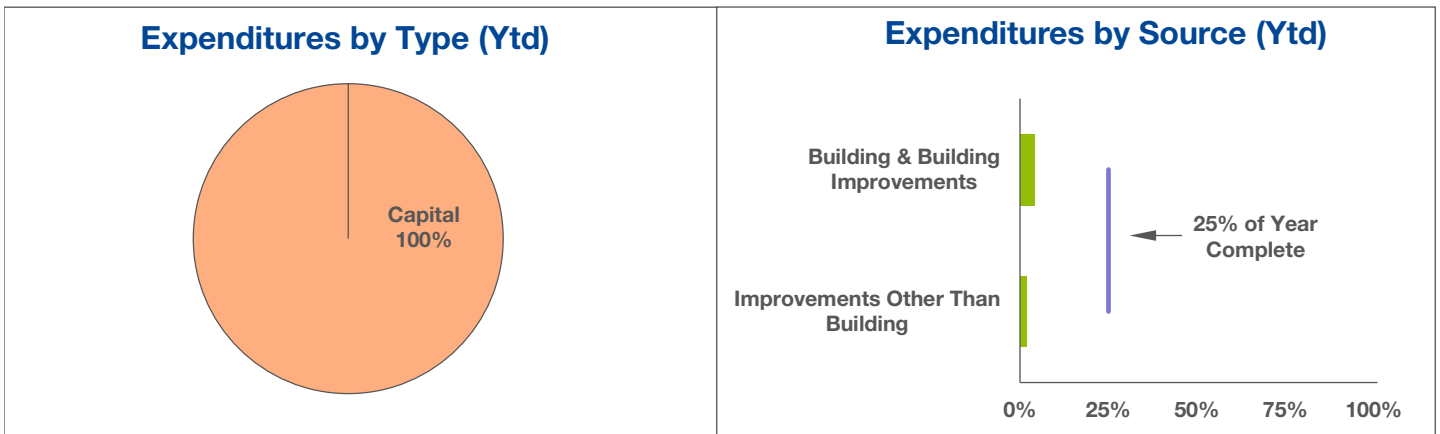 Expenditures by Type (Ytd)
Capital
100%
Expenditures by Source (Ytd)
Building & Building
Improvements
25% of Year
Complete
Improvements Other Than
Building
0% 25% 50% 75% 100%